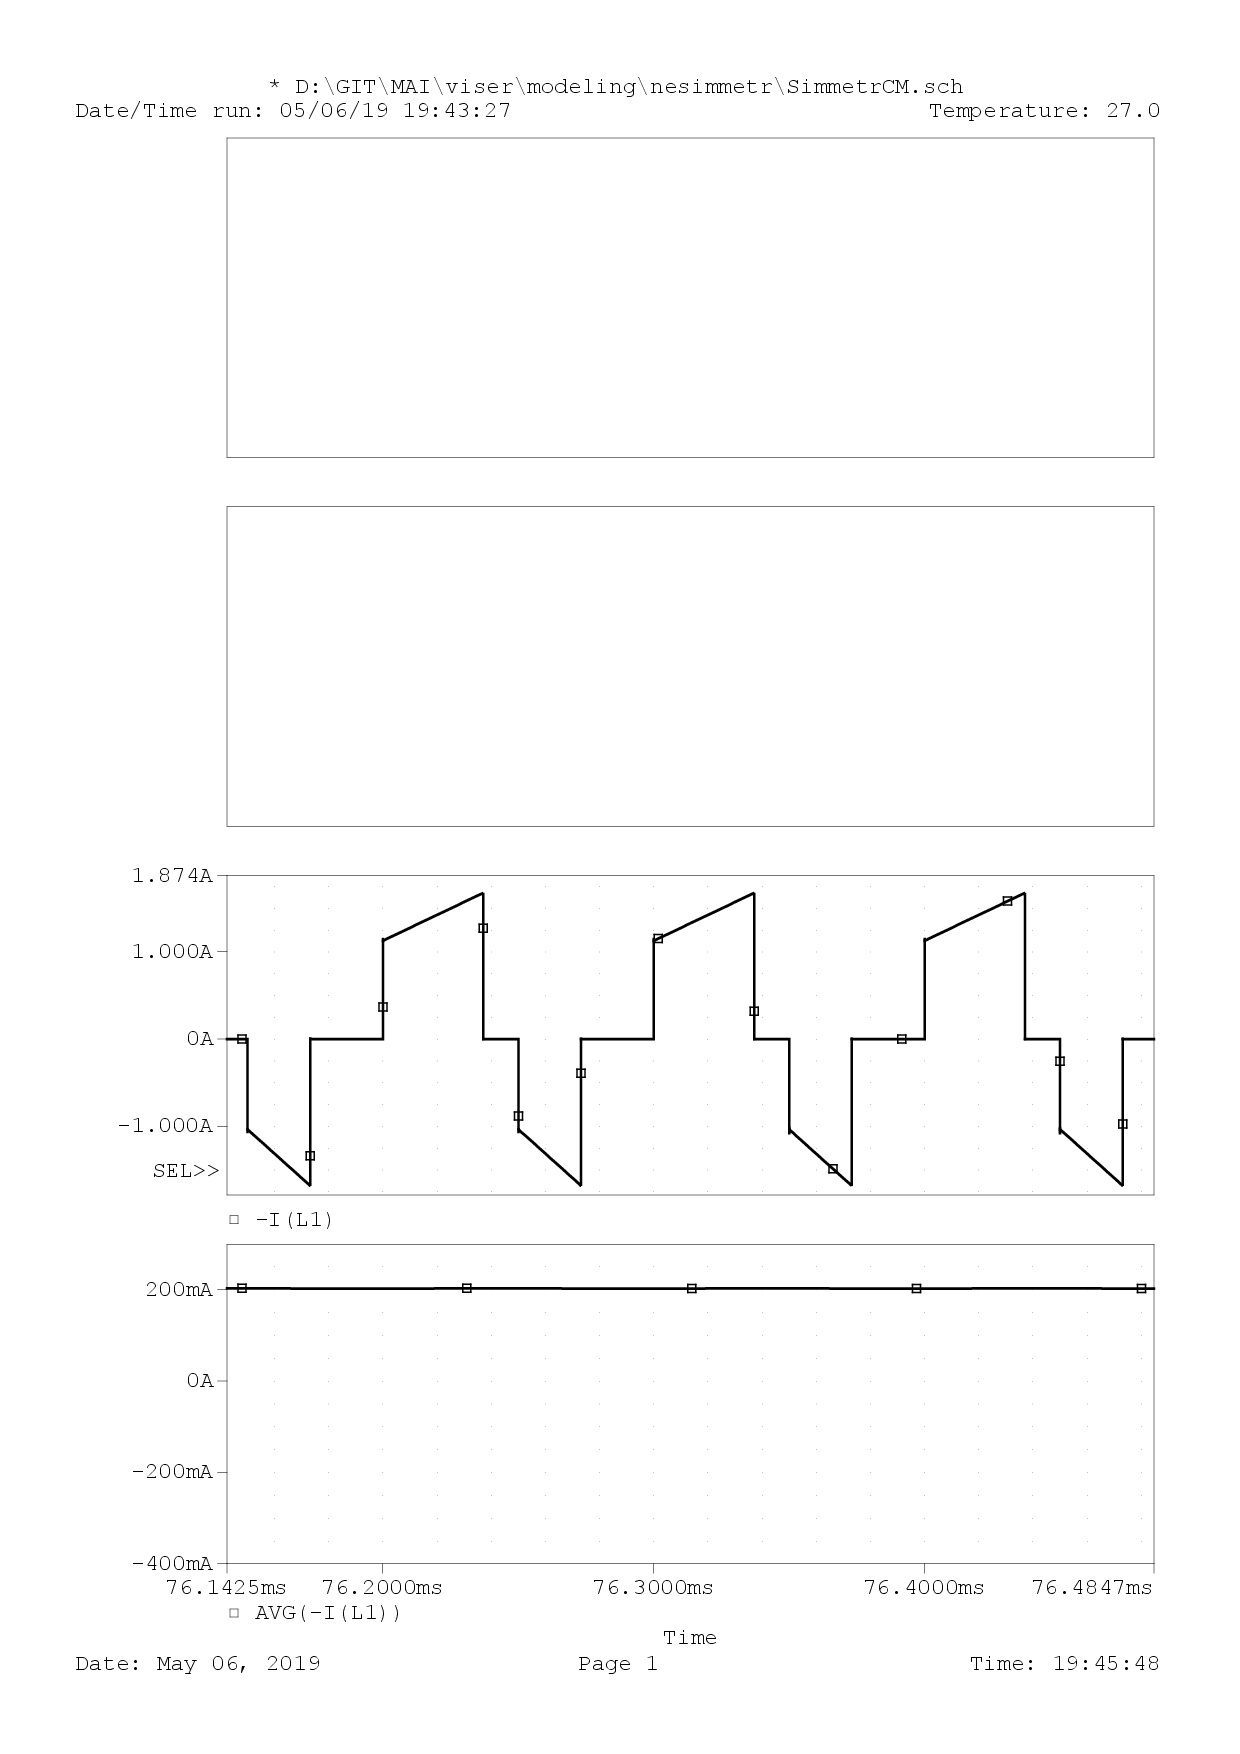 * D:\GIT\MAI\viser\modeling\nesimmetr\SimmetrCM.sch
Date/Time run: 05/06/19 19:43:27 Temperature: 27.0
1.874A
1.000A
0A
-1.000A
SEL>>
-I(L1)
200mA
0A
-200mA
-400mA
76.1425ms 76.2000ms 76.3000ms 76.4000ms 76.4847ms
AVG(-I(L1))
Time
Date: May 06, 2019 Page 1 Time: 19:45:48